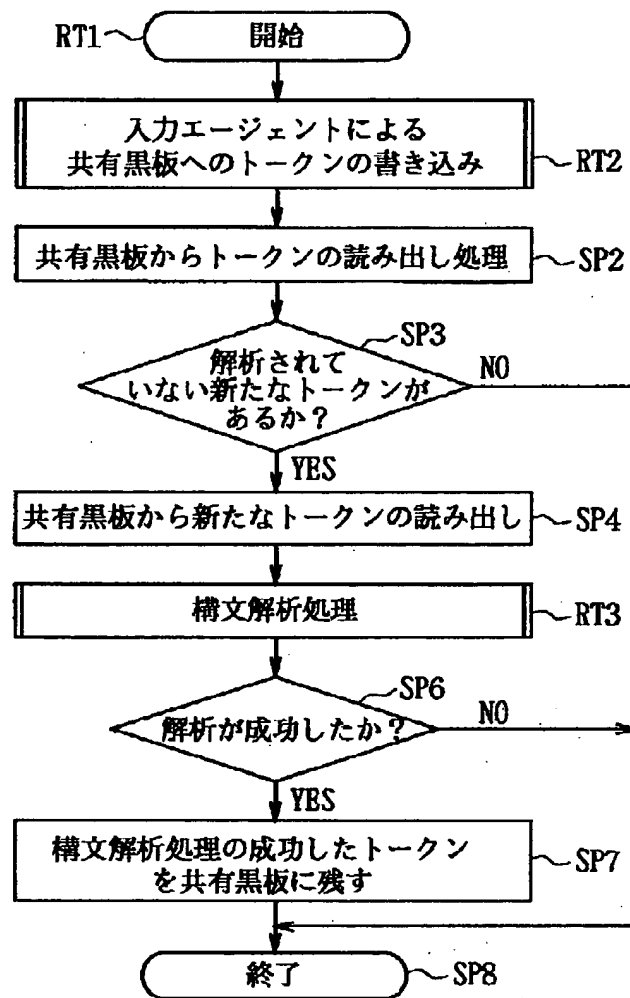 RT1
開始
入力エージェントによる
共有黒板へのトークンの書き込み
RT2
共有黒板からトークンの読み出し処理
SP2
SP3
解析されて
いない新たなトークンが
あるか？
NO
YES
共有黒板から新たなトークンの読み出し
SP4
構文解析処理
RT3
SP6
解析が成功したか？
NO
YES
構文解析処理の成功したトークン
を共有黒板に残す
SP7
終了
SP8